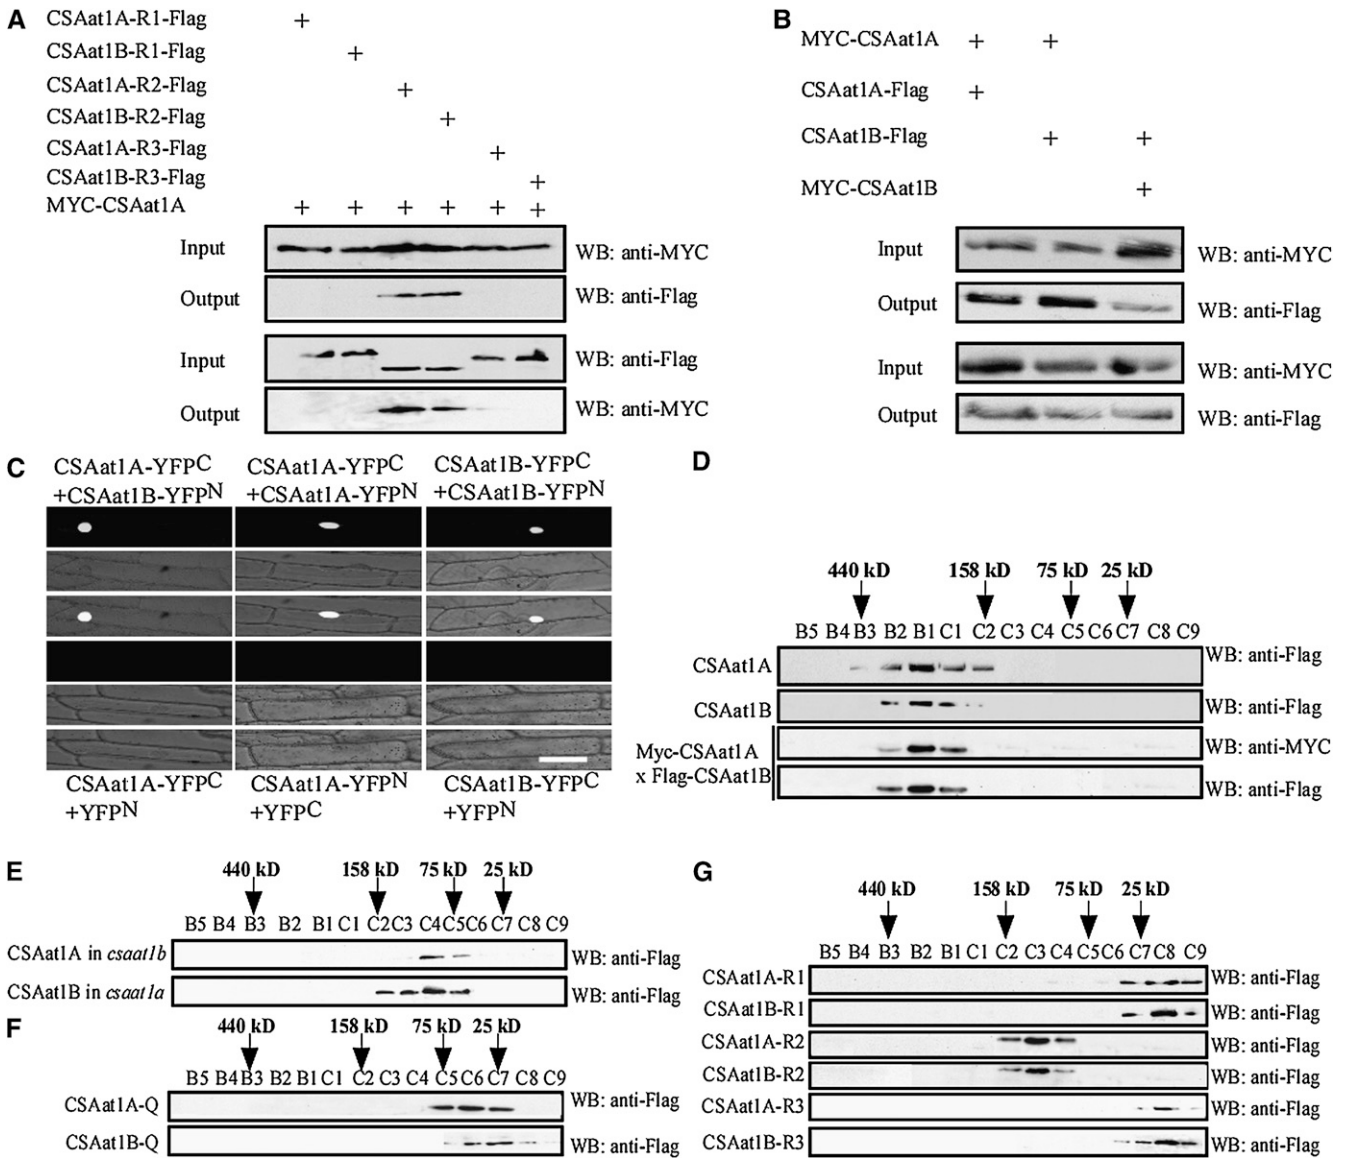 A
CSAat1A-R1-Flag +
CSAat1B-R1-Flag +
CSAat1A-R2-Flag +
CSAat1B-R2-Flag +
CSAat1A-R3-Flag +
CSAat1B-R3-Flag +
MYC-CSAat1A + + + + + +
Input WB: anti-MYC
Output WB: anti-Flag
Input WB: anti-Flag
Output WB: anti-MYC
B
MYC-CSAat1A + +
CSAat1A-Flag +
CSAat1B-Flag + +
MYC-CSAat1B +
Input WB: anti-MYC
Output WB: anti-Flag
Input WB: anti-MYC
Output WB: anti-Flag
C
CSAat1A-YFPC
+CSAat1B-YFPN
CSAat1A-YFPC
+CSAat1A-YFPN
CSAat1B-YFPC
+CSAat1B-YFPN
CSAat1A-YFPC
+YFPN
CSAat1A-YFPN
+YFPC
CSAat1B-YFPC
+YFPN
D
440 kD 158 kD 75 kD 25 kD
B5 B4 B3 B2 B1 C1 C2 C3 C4 C5 C6 C7 C8 C9
CSAat1A WB: anti-Flag
CSAat1B WB: anti-Flag
Myc-CSAat1A
x Flag-CSAat1B
WB: anti-MYC
WB: anti-Flag
E
440 kD 158 kD 75 kD 25 kD
B5 B4 B3 B2 B1 C1 C2 C3 C4 C5 C6 C7 C8 C9
CSAat1A in csaat1b WB: anti-Flag
CSAat1B in csaat1a WB: anti-Flag
F
440 kD 158 kD 75 kD 25 kD
B5 B4 B3 B2 B1 C1 C2 C3 C4 C5 C6 C7 C8 C9
CSAat1A-Q WB: anti-Flag
CSAat1B-Q WB: anti-Flag
G
440 kD 158 kD 75 kD 25 kD
B5 B4 B3 B2 B1 C1 C2 C3 C4 C5 C6 C7 C8 C9
CSAat1A-R1 WB: anti-Flag
CSAat1B-R1 WB: anti-Flag
CSAat1A-R2 WB: anti-Flag
CSAat1B-R2 WB: anti-Flag
CSAat1A-R3 WB: anti-Flag
CSAat1B-R3 WB: anti-Flag